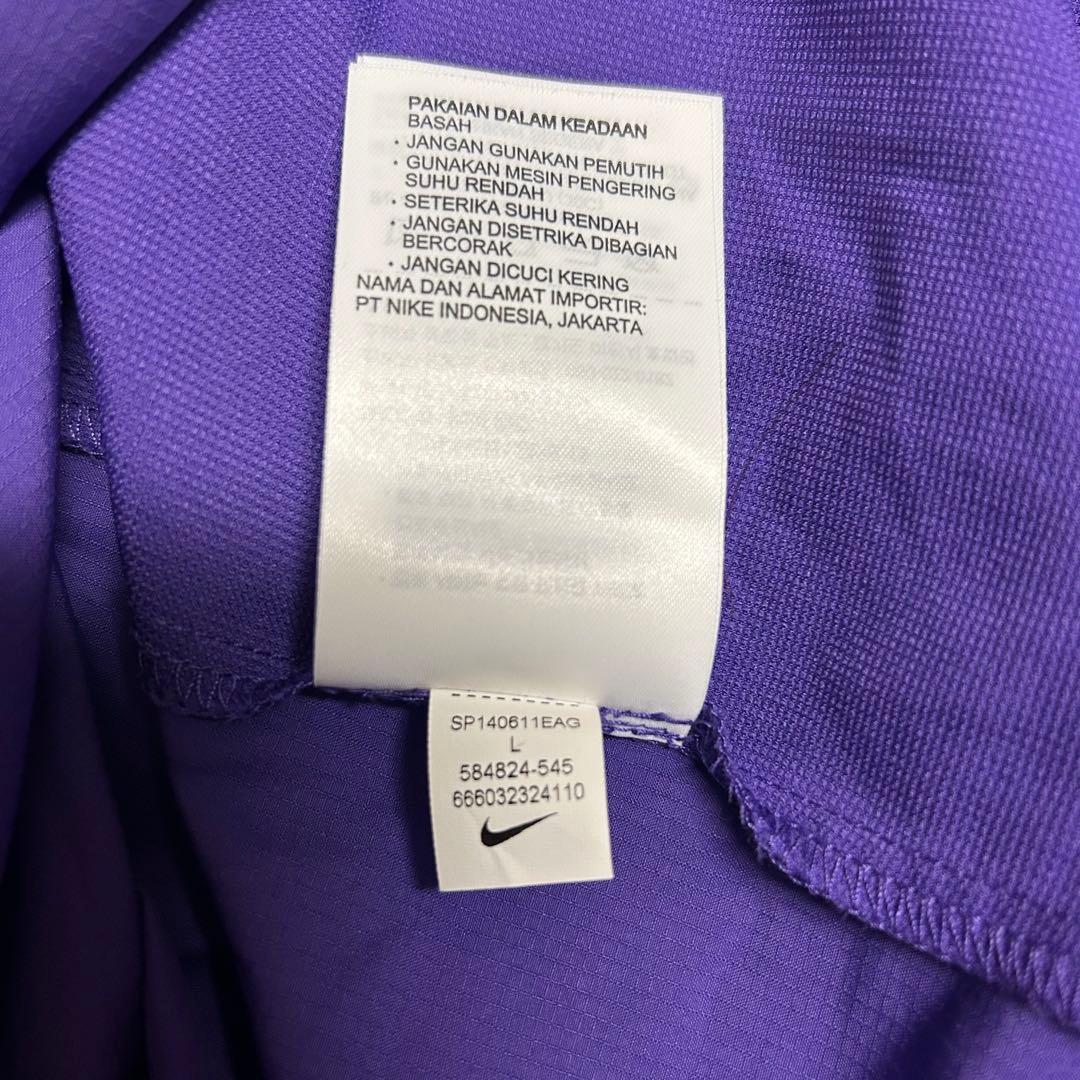 PAKAIAN DALAM KEADAAN
BASAH
· JANGAN GUNAKAN PEMUTIH
· GUNAKAN MESIN PENGERING
SUHU RENDAH
· SETERIKA SUHU RENDAH
· JANGAN DISETRIKA DIBAGIAN
BERCORAK
· JANGAN DICUCI KERING
NAMA DAN ALAMAT IMPORTIR:
PT NIKE INDONESIA, JAKARTA
SP140611EAG
L
584824-545
666032324110